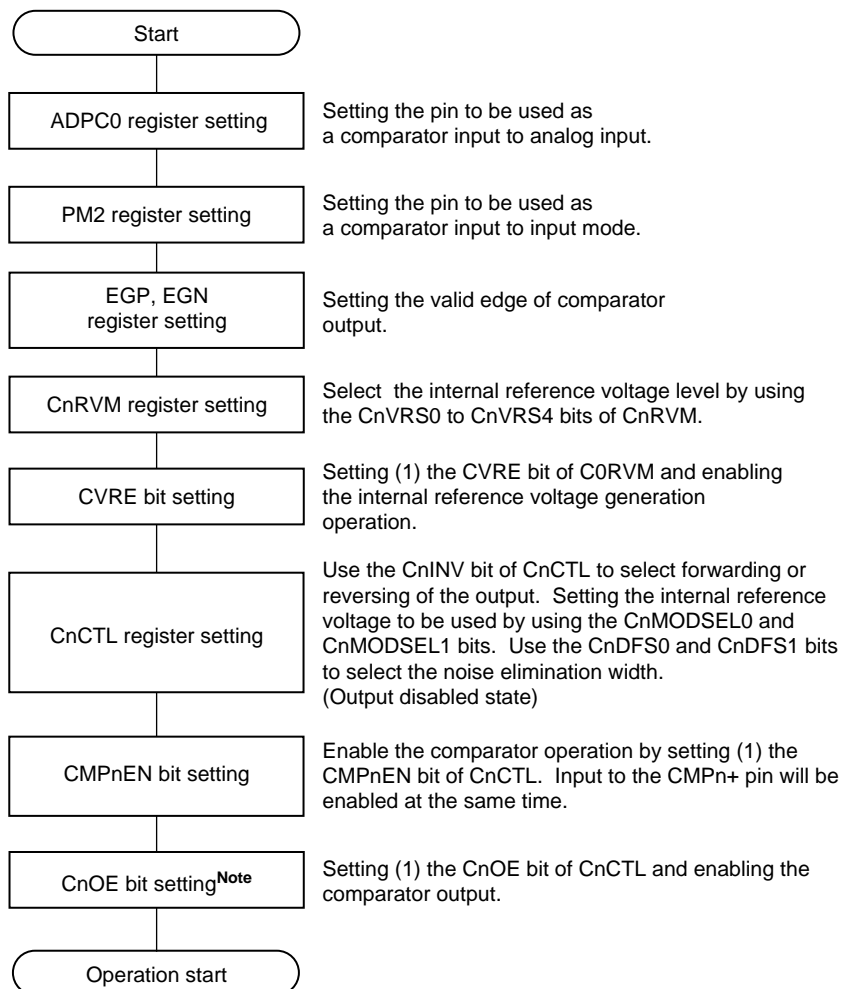 Start
ADPC0 register setting
Setting the pin to be used as
a comparator input to analog input.
PM2 register setting
Setting the pin to be used as
a comparator input to input mode.
EGP, EGN
register setting
Setting the valid edge of comparator
output.
CnRVM register setting
Select  the internal reference voltage level by using
the CnVRS0 to CnVRS4 bits of CnRVM.
CVRE bit setting
Setting (1) the CVRE bit of C0RVM and enabling
the internal reference voltage generation
operation.
CnCTL register setting
Use the CnINV bit of CnCTL to select forwarding or
reversing of the output.  Setting the internal reference
voltage to be used by using the CnMODSEL0 and
CnMODSEL1 bits.  Use the CnDFS0 and CnDFS1 bits
to select the noise elimination width.
(Output disabled state)
CMPnEN bit setting
Enable the comparator operation by setting (1) the
CMPnEN bit of CnCTL.  Input to the CMPn+ pin will be
enabled at the same time.
CnOE bit settingNote
Setting (1) the CnOE bit of CnCTL and enabling the
comparator output.
Operation start